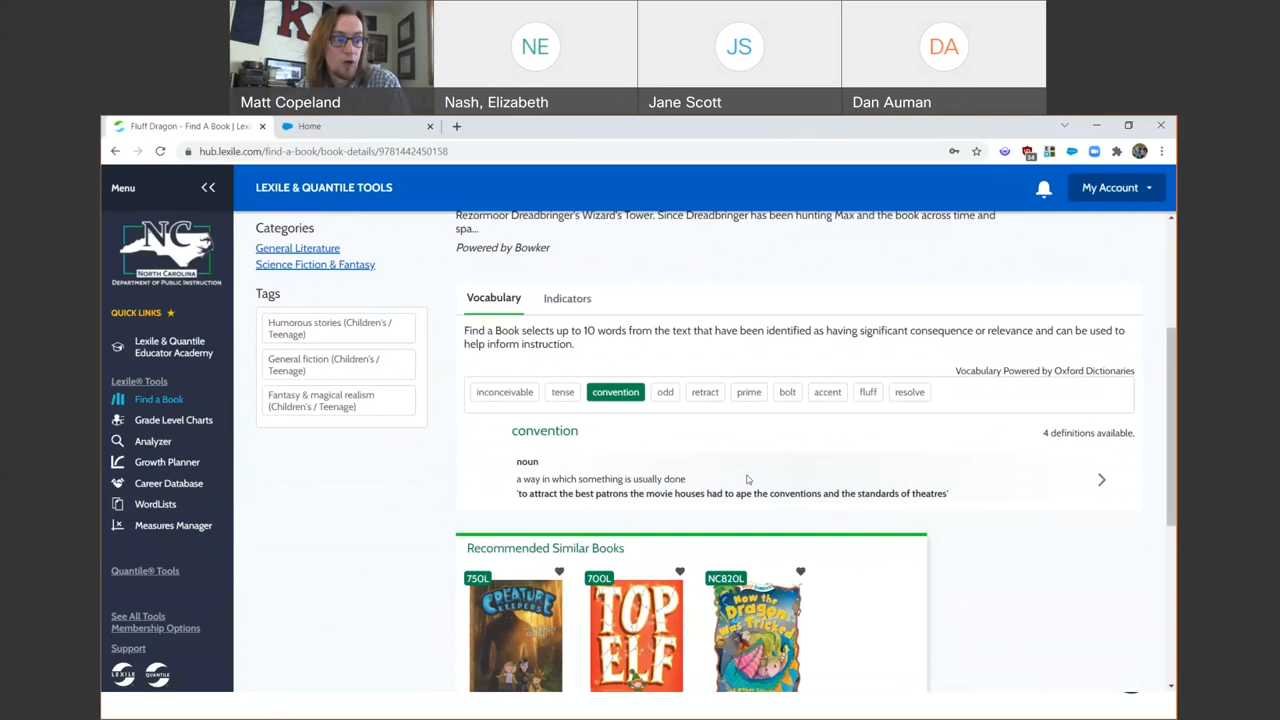 K
NE
JS
DA
Matt Copeland
Nash, Elizabeth
Jane Scott
Dan Auman
Fluff Dragon - Find A Book | Lexi
Home
hub.lexile.com/find-a-book/book-details/9781442450158
34
Menu
LEXILE & QUANTILE TOOLS
My Account
NC
NORTH CAROLINA
DEPARTMENT OF PUBLIC INSTRUCTION
QUICK LINKS
Lexile & Quantile
Educator Academy
Lexile® Tools
Find a Book
Grade Level Charts
Analyzer
Growth Planner
Career Database
WordLists
Measures Manager
Quantile® Tools
See All Tools
Membership Options
Support
LEXILE
QUANTILE
Categories
General Literature
Science Fiction & Fantasy
Tags
Humorous stories (Children's /
Teenage)
General fiction (Children's /
Teenage)
Fantasy & magical realism
(Children's / Teenage)
Rezormoor Dreadbringer's Wizard's Tower. Since Dreadbringer has been hunting Max and the book across time and
spa...
Powered by Bowker
Vocabulary
Indicators
Find a Book selects up to 10 words from the text that have been identified as having significant consequence or relevance and can be used to
help inform instruction.
Vocabulary Powered by Oxford Dictionaries
inconceivable
tense
convention
odd
retract
prime
bolt
accent
fluff
resolve
convention
4 definitions available.
noun
a way in which something is usually done
'to attract the best patrons the movie houses had to ape the conventions and the standards of theatres'
Recommended Similar Books
750L
700L
NC820L
CREATURE
KEEPERS
TOP
ELF
Now the
Dragon
Was Tricked